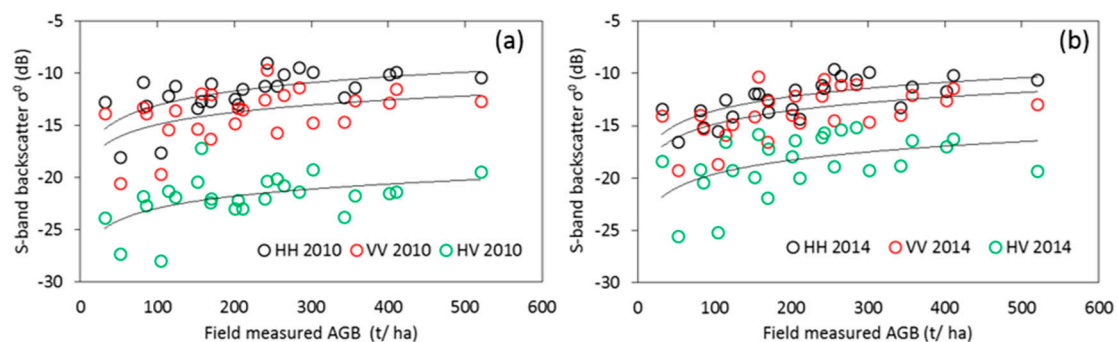 -5
-10
-15
-20
-25
-30
S-band backscatter σ⁰ (dB)
(a)
HH 2010 VV 2010 HV 2010
0 100 200 300 400 500 600
Field measured AGB (t/ ha)
-5
-10
-15
-20
-25
-30
S-band backscatter σ⁰ (dB)
(b)
HH 2014 VV 2014 HV 2014
0 100 200 300 400 500 600
Field measured AGB (t/ ha)